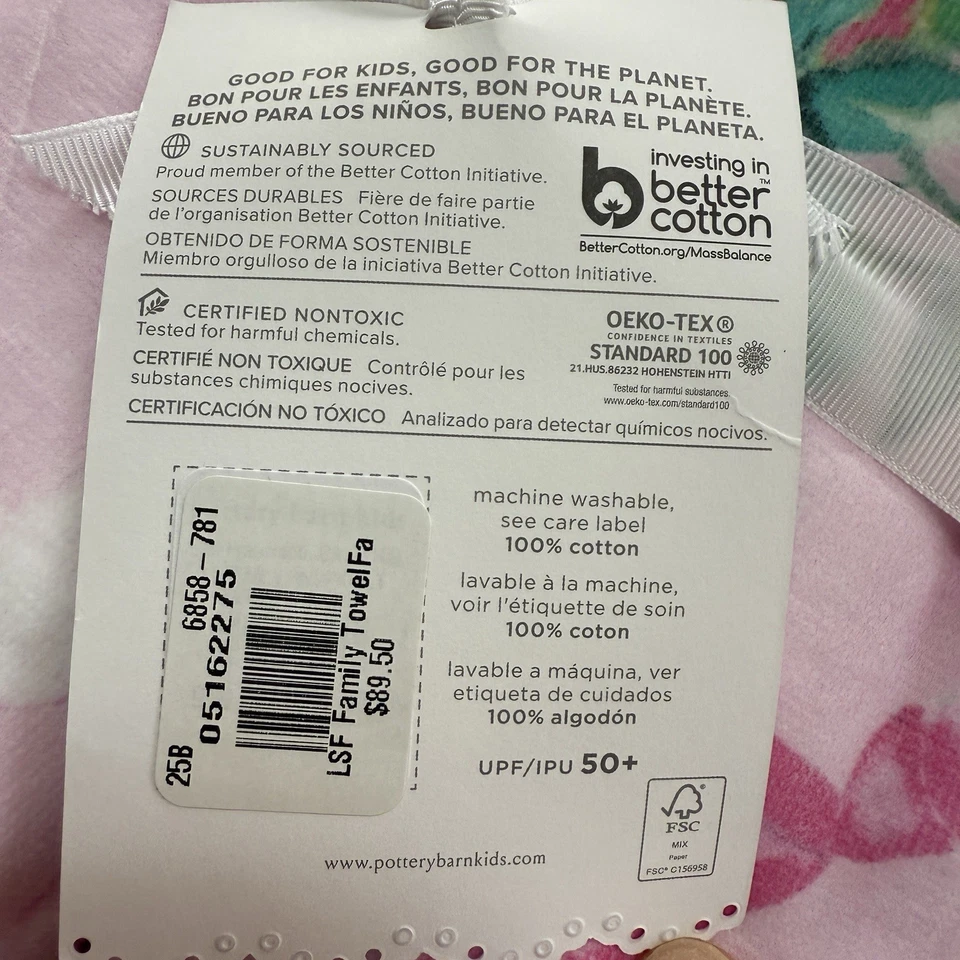 GOOD FOR KIDS, GOOD FOR THE PLANET.
BON POUR LES ENFANTS, BON POUR LA PLANÈTE.
BUENO PARA LOS NIÑOS, BUENO PARA EL PLANETA.
SUSTAINABLY SOURCED
Proud member of the Better Cotton Initiative.
SOURCES DURABLES Fière de faire partie
de l'organisation Better Cotton Initiative.
OBTENIDO DE FORMA SOSTENIBLE
Miembro orgulloso de la iniciativa Better Cotton Initiative.
investing in
better™
cotton
BetterCotton.org/MassBalance
CERTIFIED NONTOXIC
Tested for harmful chemicals.
CERTIFIÉ NON TOXIQUE Contrôlé pour les
substances chimiques nocives.
CERTIFICACIÓN NO TÓXICO Analizado para detectar químicos nocivos.
OEKO-TEX®
CONFIDENCE IN TEXTILES
STANDARD 100
21.HUS.86232 HOHENSTEIN HTTI
Tested for harmful substances.
www.oeko-tex.com/standard100
25B 6858-781
05162275
LSF Family TowelFa
$89.50
machine washable,
see care label
100% cotton
lavable à la machine,
voir l'étiquette de soin
100% coton
lavable a máquina, ver
etiqueta de cuidados
100% algodón
UPF/IPU 50+
FSC
MIX
Paper
FSC® C156958
www.potterybarnkids.com